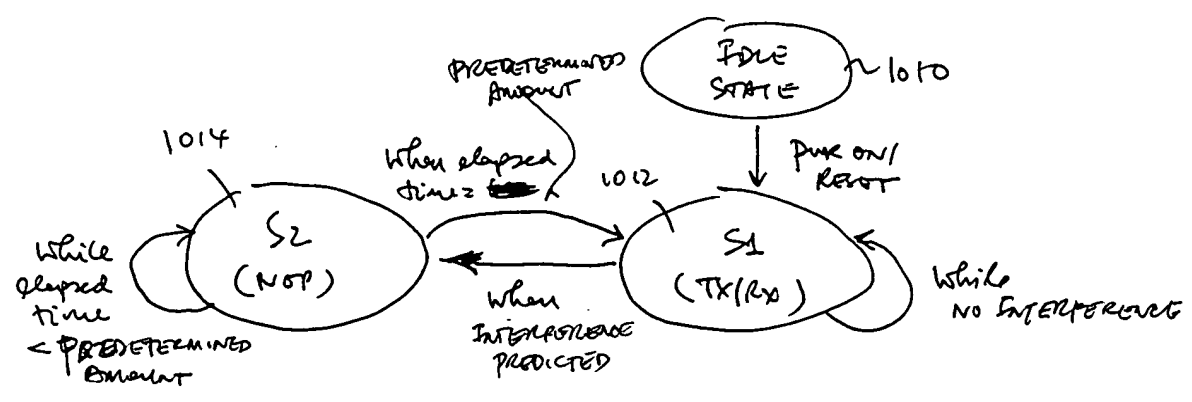 IDLE
STATE
1010
PREDETERMINED
AMOUNT
PWR ON/
RESET
1014
When elapsed
time =
1012
S2
(NOP)
S1
(TX/RX)
While
elapsed
time
< PREDETERMINED
AMOUNT
when
INTERFERENCE
PREDICTED
While
NO INTERFERENCE